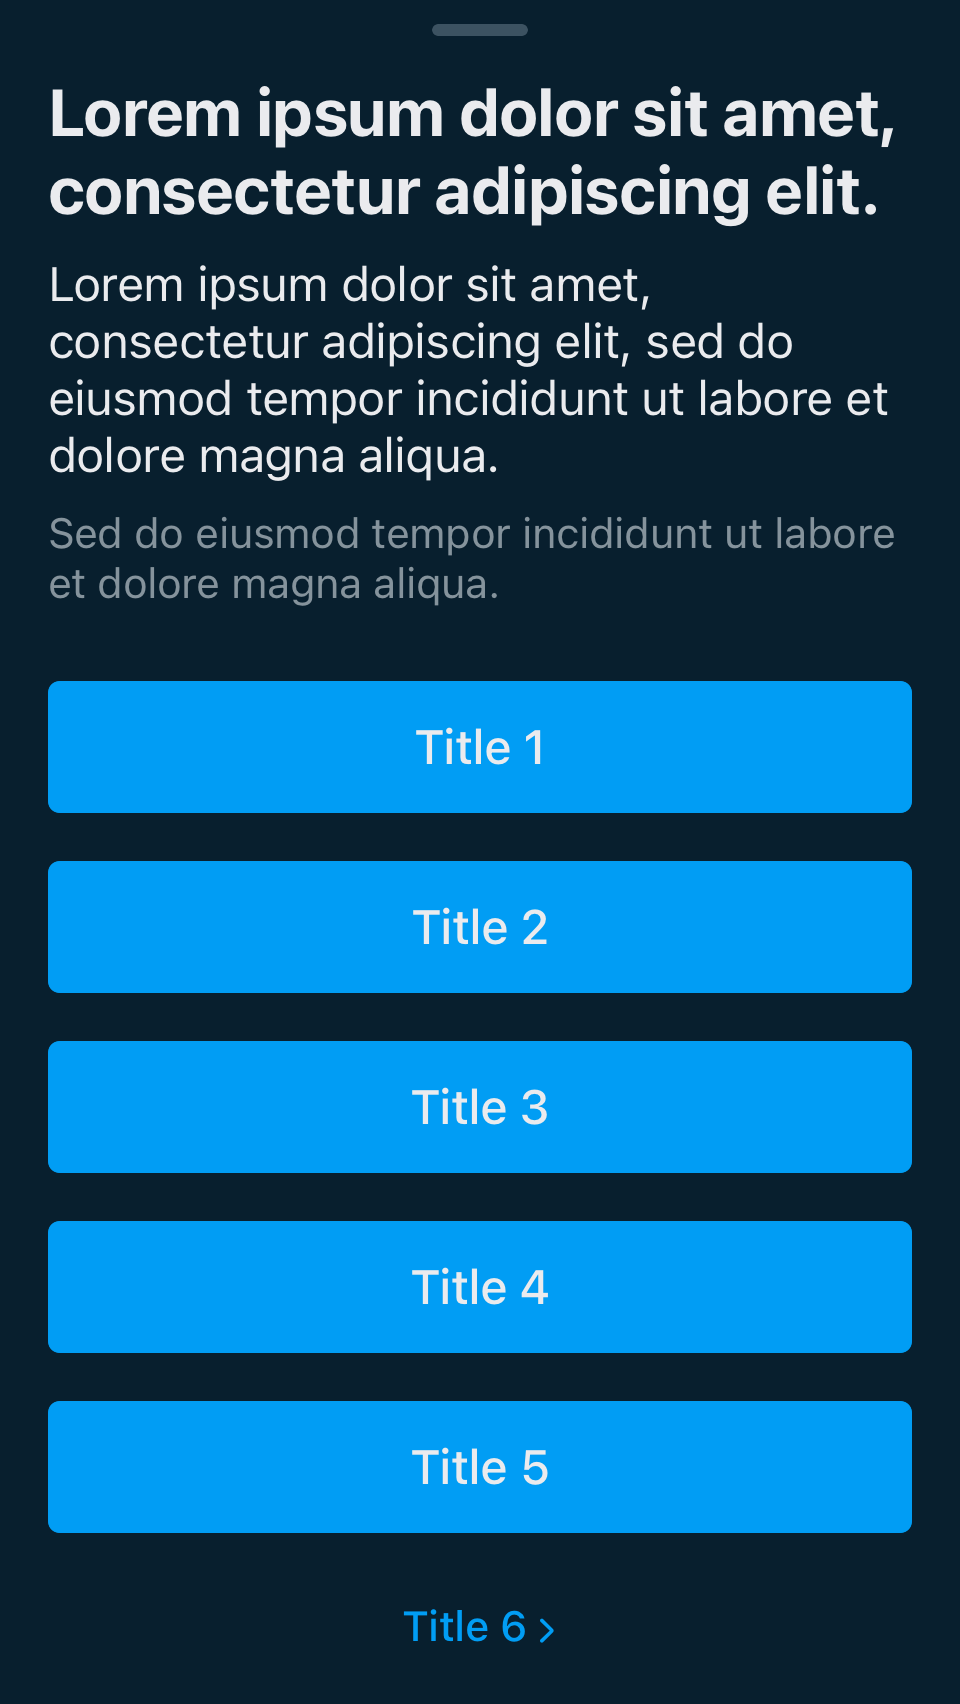 Lorem ipsum dolor sit amet,
consectetur adipiscing elit.
Lorem ipsum dolor sit amet,
consectetur adipiscing elit, sed do
eiusmod tempor incididunt ut labore et
dolore magna aliqua.
Sed do eiusmod tempor incididunt ut labore
et dolore magna aliqua.
Title 1
Title 2
Title 3
Title 4
Title 5
Title 6